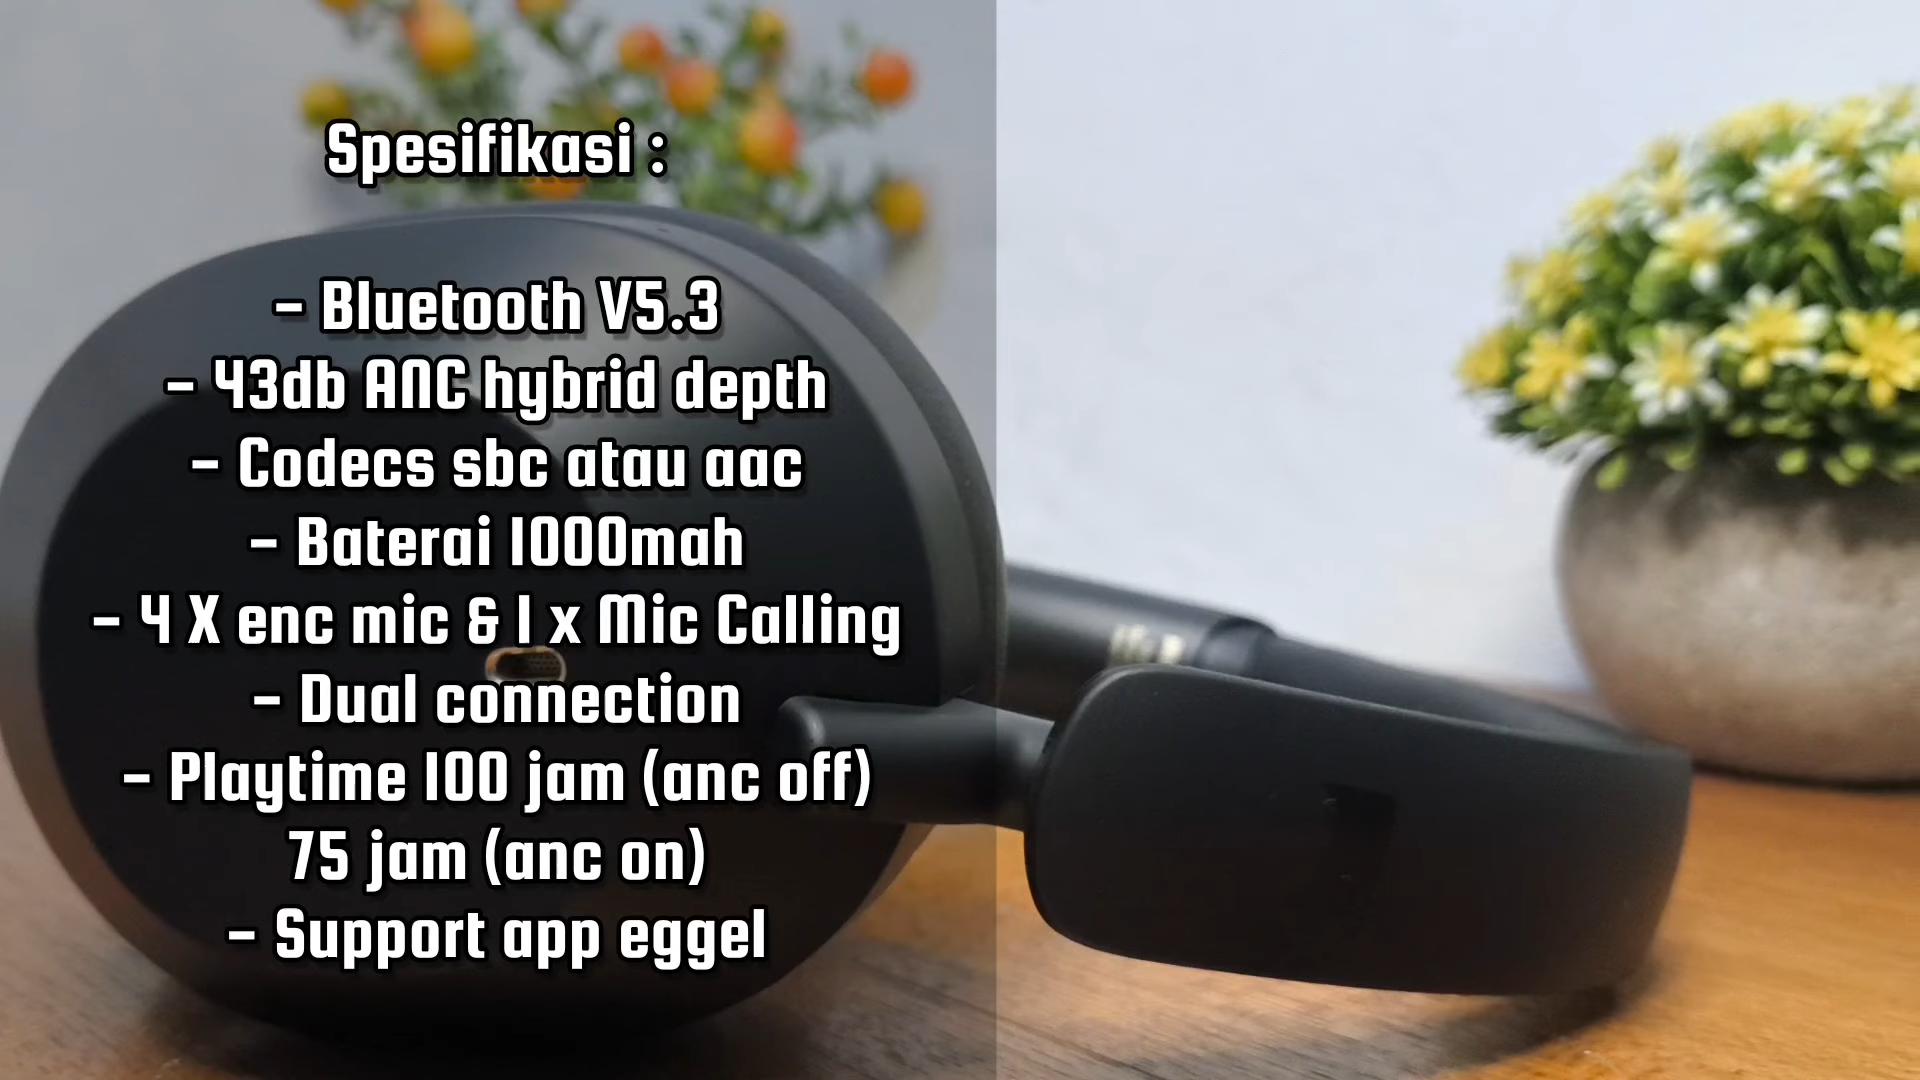 Spesifikasi :
- Bluetooth V5.3
- 43db ANC hybrid depth
- Codecs sbc atau aac
- Baterai 1000mah
- 4 X enc mic & 1 x Mic Calling
- Dual connection
- Playtime 100 jam (anc off)
75 jam (anc on)
- Support app eggel